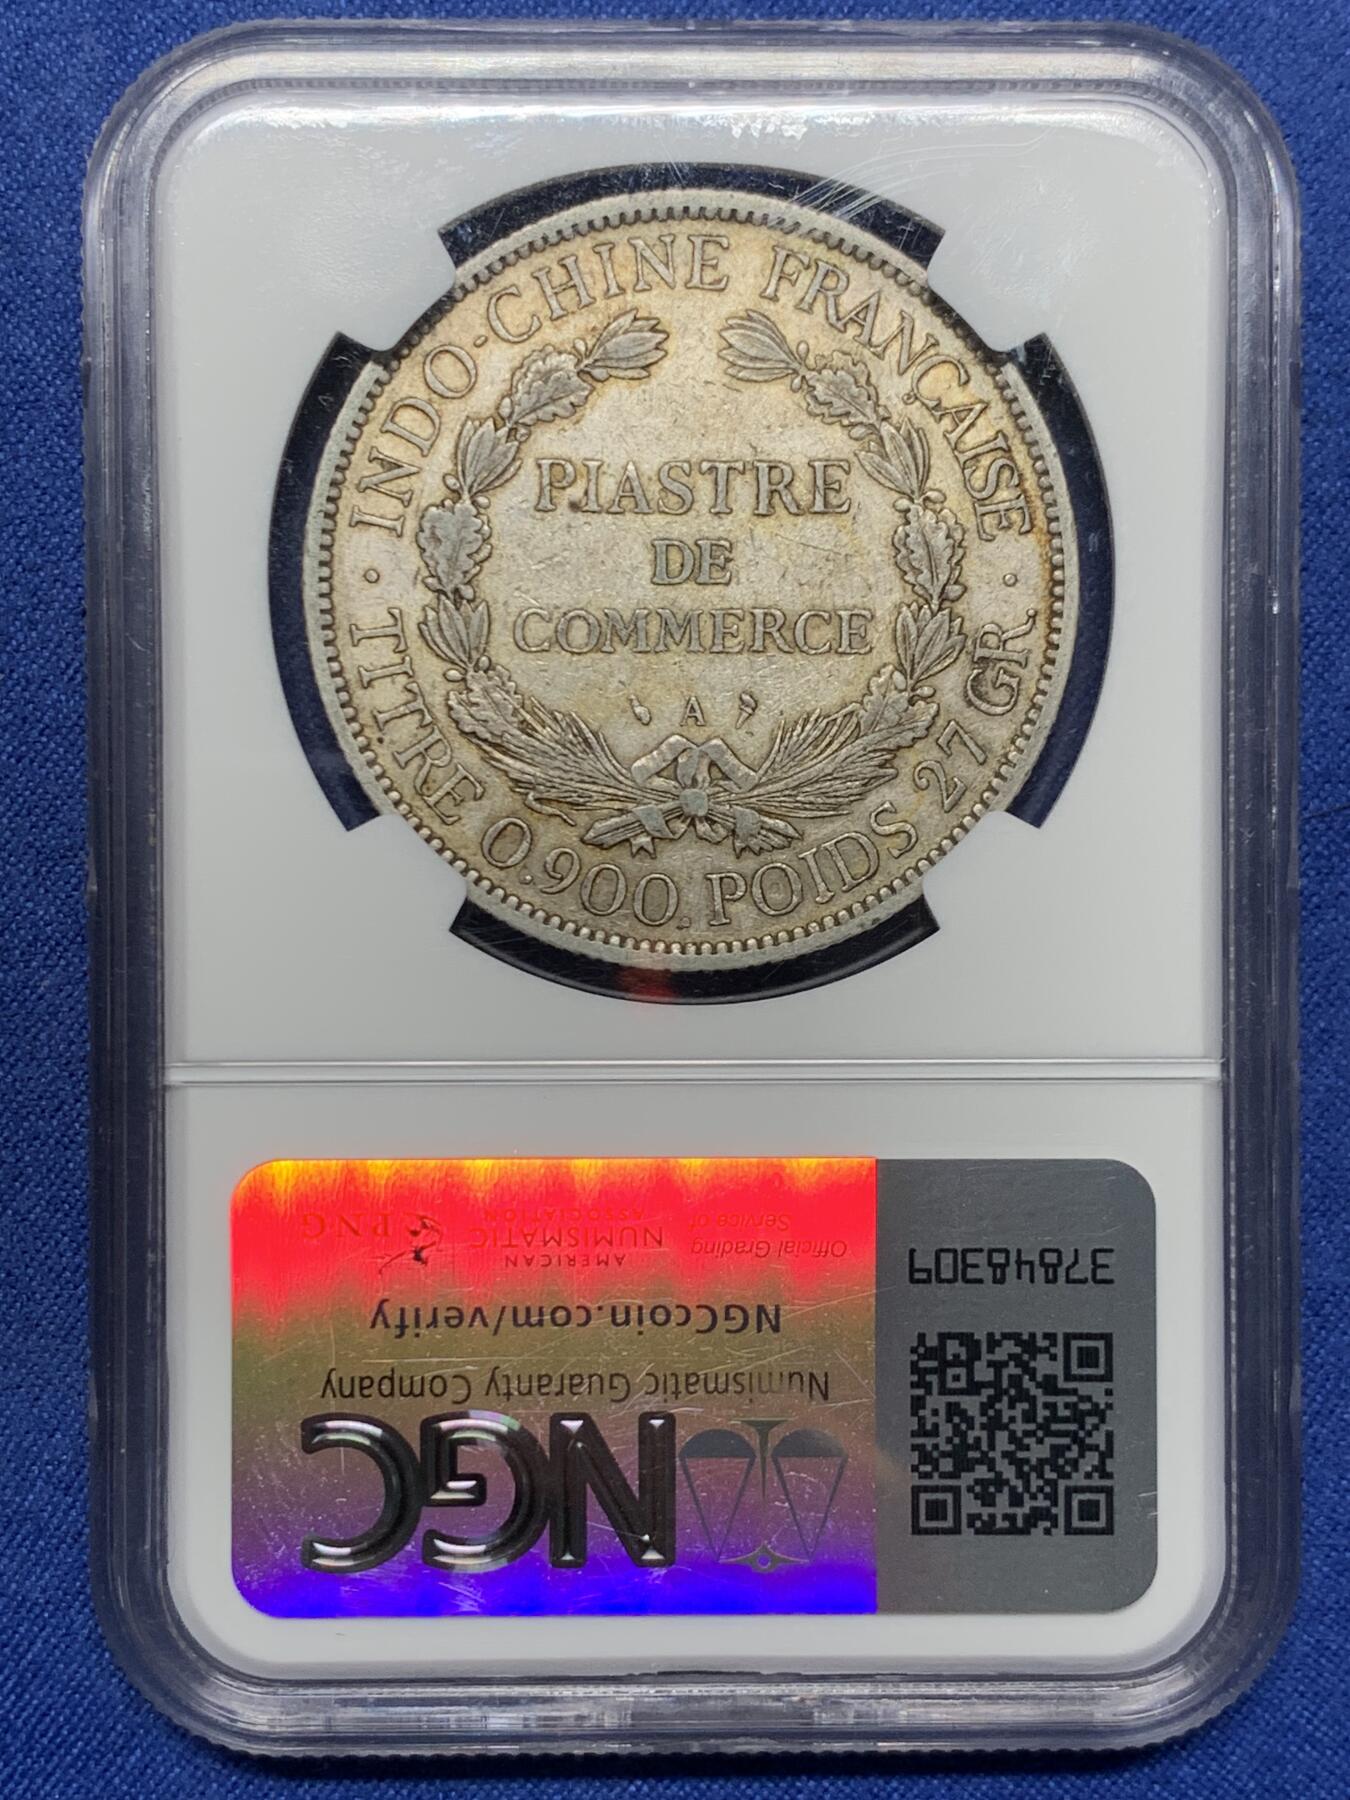 INDO-CHINE FRANÇAISE
PIASTRE
DE
COMMERCE
A
· TITRE 0.900. POIDS 27 GR. ·
NGC
Numismatic Guaranty Company
NGCcoin.com/verify
Official Grading
Service of
AMERICAN
NUMISMATIC
ASSOCIATION
PNG
37848309